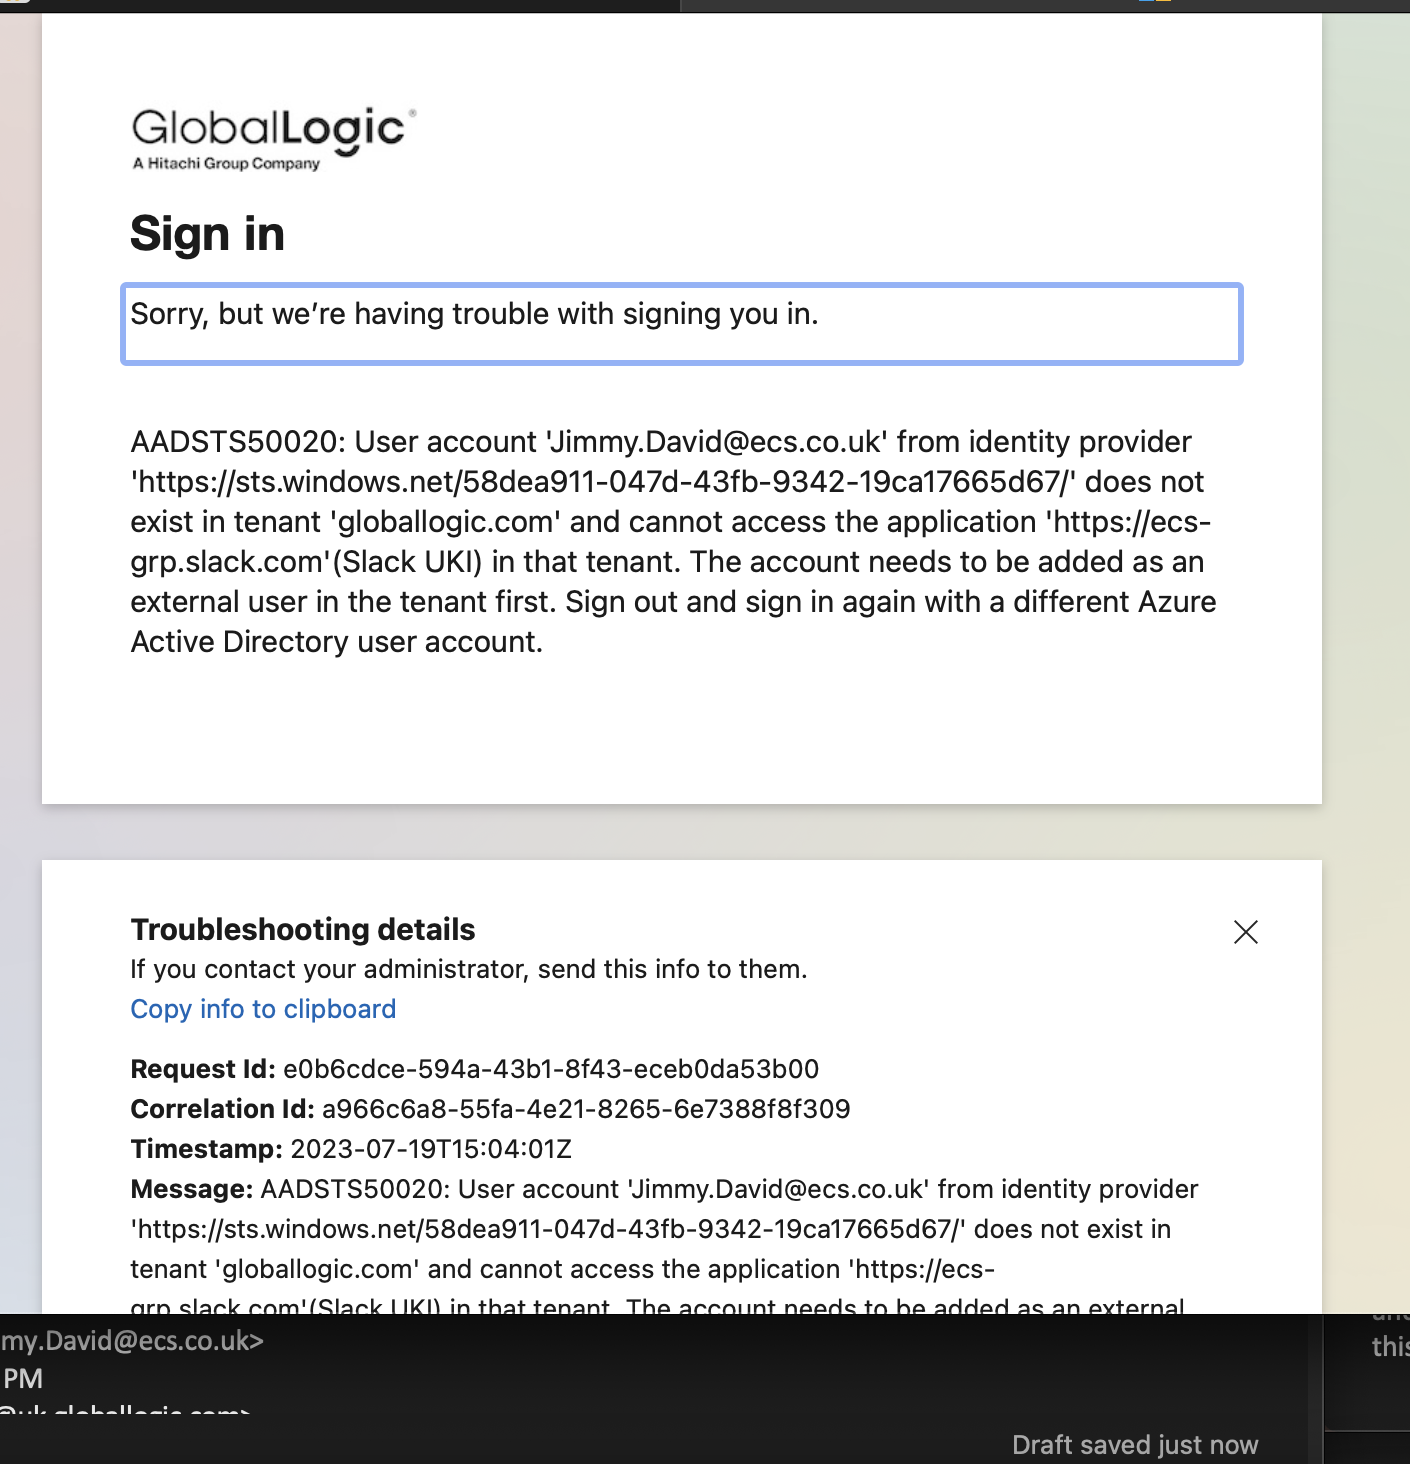 GlobalLogic®
A Hitachi Group Company
Sign in
Sorry, but we’re having trouble with signing you in.
AADSTS50020: User account 'Jimmy.David@ecs.co.uk' from identity provider
'https://sts.windows.net/58dea911-047d-43fb-9342-19ca17665d67/' does not
exist in tenant 'globallogic.com' and cannot access the application 'https://ecs-
grp.slack.com'(Slack UKI) in that tenant. The account needs to be added as an
external user in the tenant first. Sign out and sign in again with a different Azure
Active Directory user account.
Troubleshooting details
If you contact your administrator, send this info to them.
Copy info to clipboard
Request Id: e0b6cdce-594a-43b1-8f43-eceb0da53b00
Correlation Id: a966c6a8-55fa-4e21-8265-6e7388f8f309
Timestamp: 2023-07-19T15:04:01Z
Message: AADSTS50020: User account 'Jimmy.David@ecs.co.uk' from identity provider
'https://sts.windows.net/58dea911-047d-43fb-9342-19ca17665d67/' does not exist in
tenant 'globallogic.com' and cannot access the application 'https://ecs-
grp.slack.com'(Slack UKI) in that tenant. The account needs to be added as an external
my.David@ecs.co.uk>
this
PM
@uk.globallogic.com>
Draft saved just now